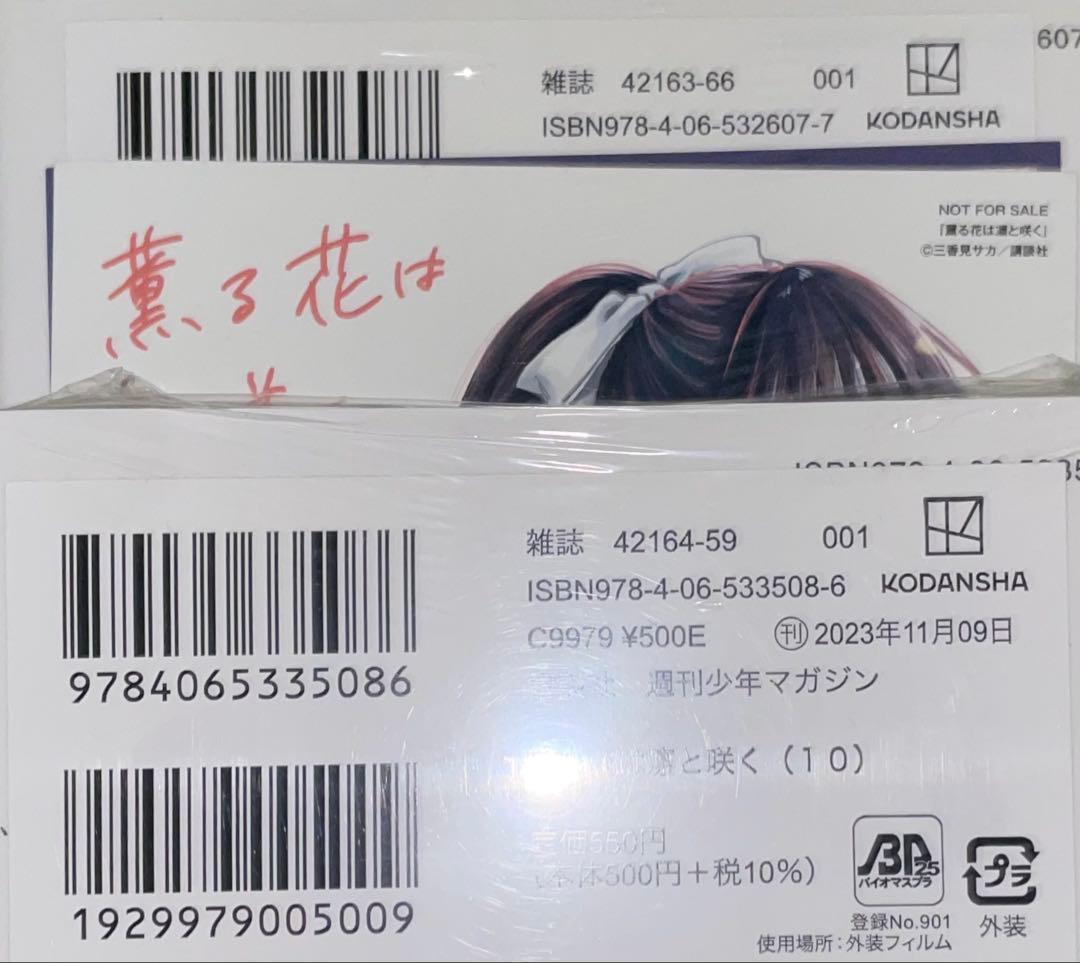 607
雑誌 42163-66 001
ISBN978-4-06-532607-7 KODANSHA
NOT FOR SALE
「薫る花は凛と咲く」
©三香見サカ／講談社
薫る花は
雑誌 42164-59 001
ISBN978-4-06-533508-6 KODANSHA
C9979 ¥500E ㊞刊 2023年11月09日
9784065335086
週刊少年マガジン
凛と咲く（10）
定価550円
（本体500円＋税10％）
バイオマスプラ 25
プラ
1929979005009
登録No.901 外装
使用場所：外装フィルム